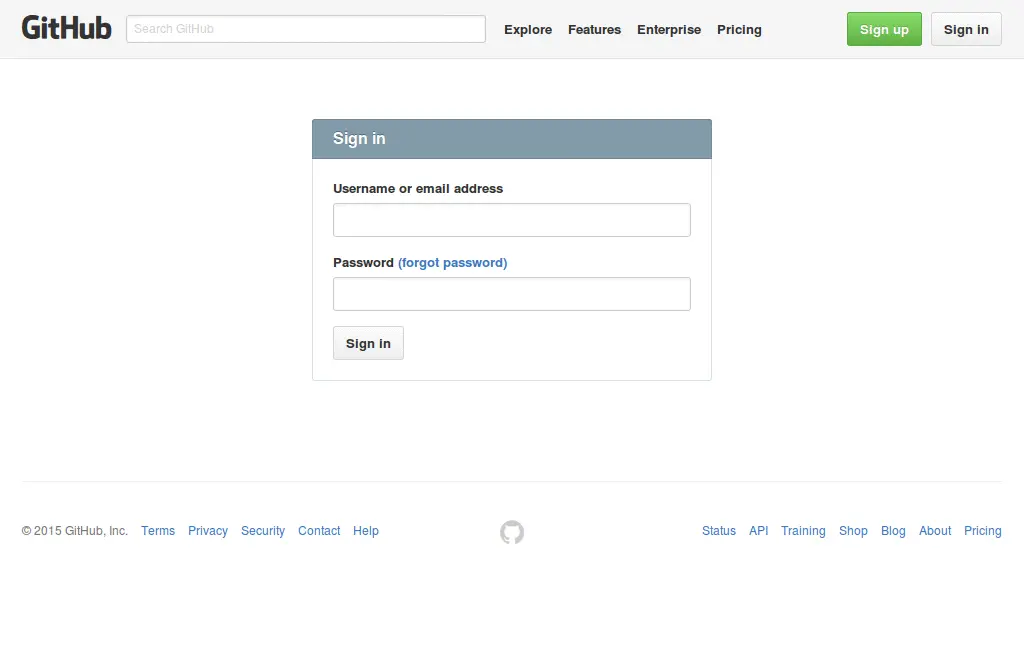 GitHub Search GitHub Explore Features Enterprise Pricing Sign up Sign in
Sign in
Username or email address
Password (forgot password)
Sign in
© 2015 GitHub, Inc. Terms Privacy Security Contact Help Status API Training Shop Blog About Pricing